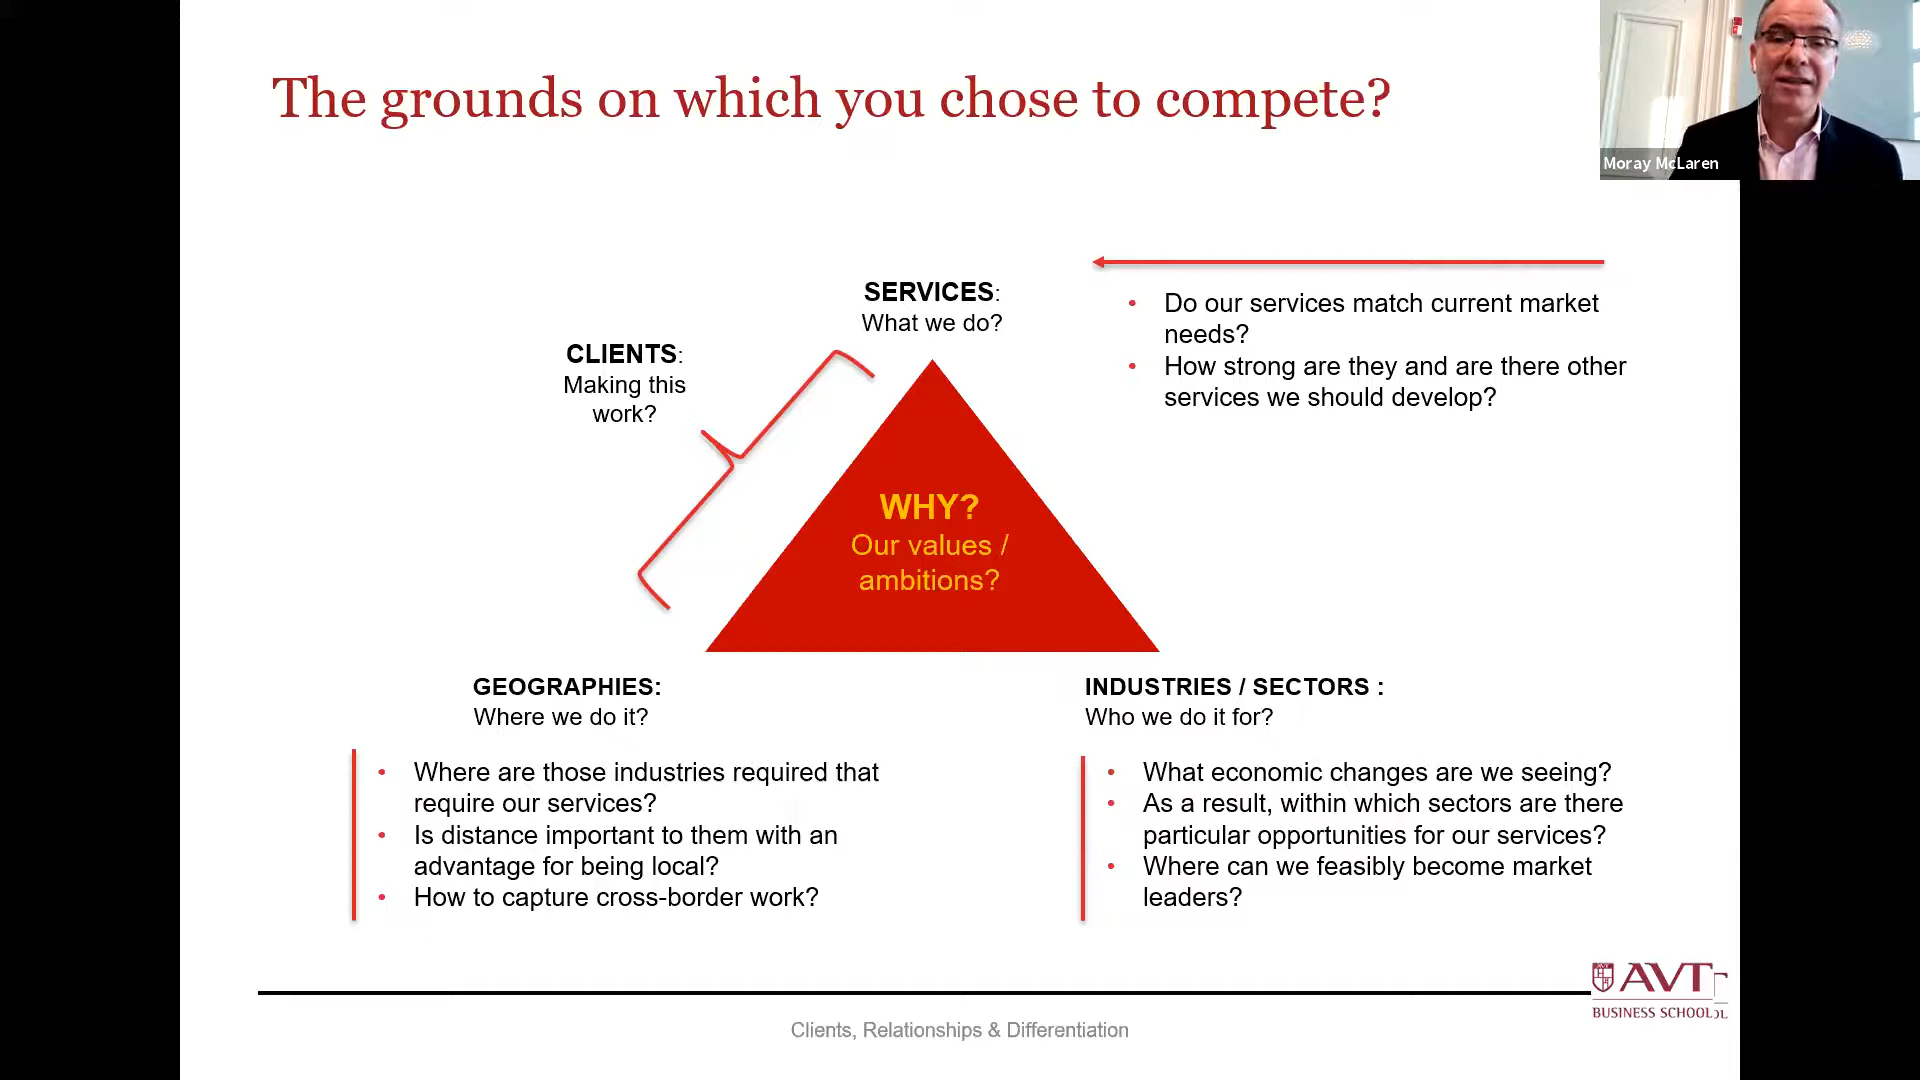 The grounds on which you chose to compete?
Moray McLaren
SERVICES:
What we do?
CLIENTS:
Making this
work?
• Do our services match current market
needs?
• How strong are they and are there other
services we should develop?
WHY?
Our values /
ambitions?
GEOGRAPHIES:
Where we do it?
• Where are those industries required that
require our services?
• Is distance important to them with an
advantage for being local?
• How to capture cross-border work?
INDUSTRIES / SECTORS :
Who we do it for?
• What economic changes are we seeing?
• As a result, within which sectors are there
particular opportunities for our services?
• Where can we feasibly become market
leaders?
AVT
BUSINESS SCHOOL
Clients, Relationships & Differentiation